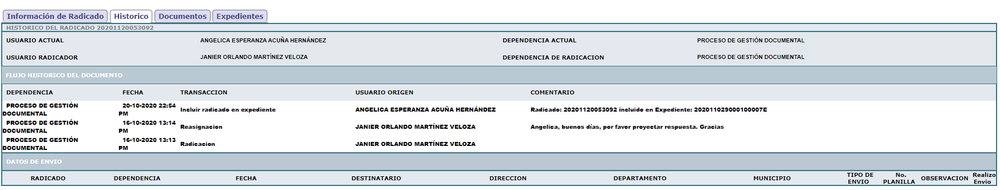 Información de Radicado Historico Documentos Expedientes
HISTORICO DEL RADICADO 20201120053092
USUARIO ACTUAL ANGELICA ESPERANZA ACUÑA HERNÁNDEZ DEPENDENCIA ACTUAL PROCESO DE GESTIÓN DOCUMENTAL
USUARIO RADICADOR JANIER ORLANDO MARTÍNEZ VELOZA DEPENDENCIA DE RADICACION PROCESO DE GESTIÓN DOCUMENTAL
FLUJO HISTORICO DEL DOCUMENTO
DEPENDENCIA FECHA TRANSACCION USUARIO ORIGEN COMENTARIO
PROCESO DE GESTIÓN DOCUMENTAL 20-10-2020 22:54 PM Incluir radicado en expediente ANGELICA ESPERANZA ACUÑA HERNÁNDEZ Radicado: 20201120053092 incluido en Expediente: 202011029000100007E
PROCESO DE GESTIÓN DOCUMENTAL 16-10-2020 13:14 PM Reasignacion JANIER ORLANDO MARTÍNEZ VELOZA Angelica, buenos días, por favor proyectar respuesta. Gracias
PROCESO DE GESTIÓN DOCUMENTAL 16-10-2020 13:13 PM Radicacion JANIER ORLANDO MARTÍNEZ VELOZA
DATOS DE ENVIO
RADICADO DEPENDENCIA FECHA DESTINATARIO DIRECCION DEPARTAMENTO MUNICIPIO TIPO DE ENVIO No. PLANILLA OBSERVACION Realizo Envio